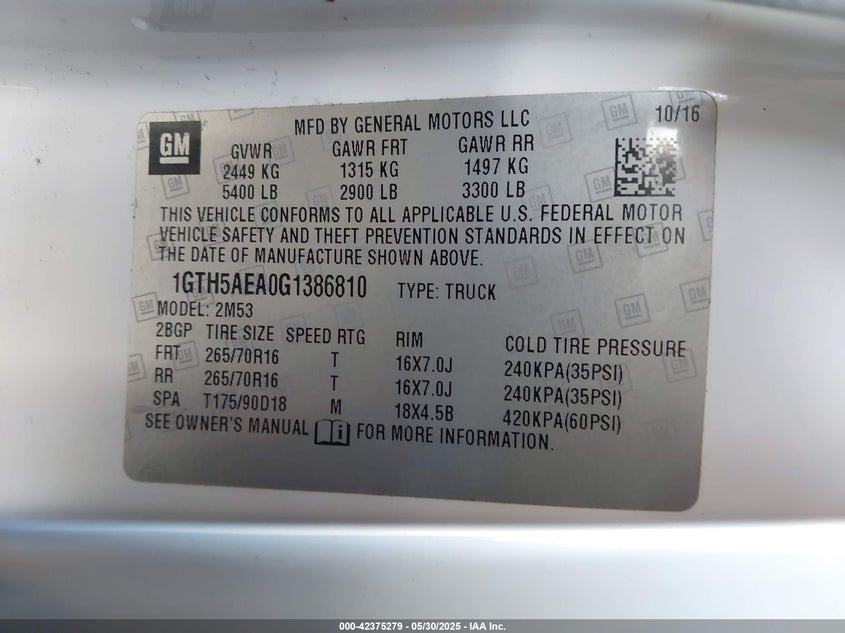 GM
MFD BY GENERAL MOTORS LLC
10/16
GVWR GAWR FRT GAWR RR
2449 KG 1315 KG 1497 KG
5400 LB 2900 LB 3300 LB
THIS VEHICLE CONFORMS TO ALL APPLICABLE U.S. FEDERAL MOTOR
VEHICLE SAFETY AND THEFT PREVENTION STANDARDS IN EFFECT ON
THE DATE OF MANUFACTURE SHOWN ABOVE.
1GTH5AEA0G1386810 TYPE: TRUCK
MODEL: 2M53
2BGP TIRE SIZE SPEED RTG RIM COLD TIRE PRESSURE
FRT 265/70R16 T 16X7.0J 240KPA(35PSI)
RR 265/70R16 T 16X7.0J 240KPA(35PSI)
SPA T175/90D18 M 18X4.5B 420KPA(60PSI)
SEE OWNER'S MANUAL i FOR MORE INFORMATION.
000-42375279 - 05/30/2025 - IAA Inc.